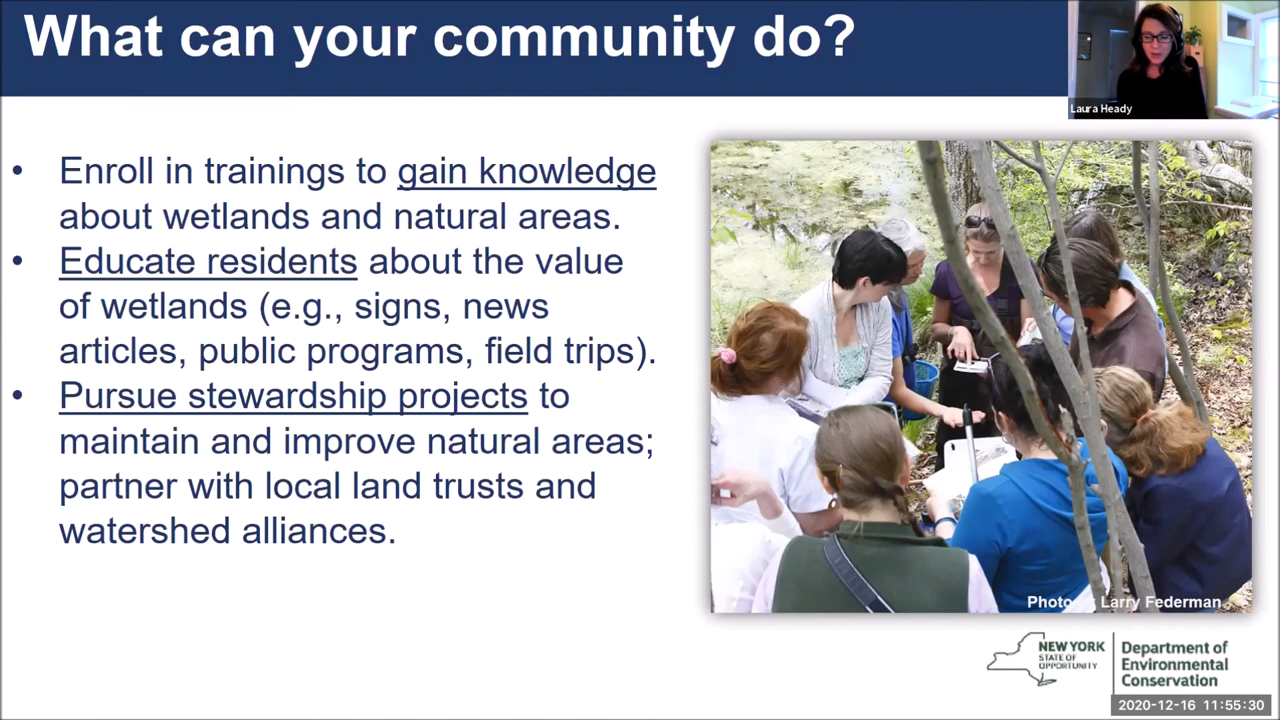 What can your community do?
Laura Heady
• Enroll in trainings to gain knowledge
about wetlands and natural areas.
• Educate residents about the value
of wetlands (e.g., signs, news
articles, public programs, field trips).
• Pursue stewardship projects to
maintain and improve natural areas;
partner with local land trusts and
watershed alliances.
Photo Larry Federman
NEW YORK
STATE OF
OPPORTUNITY
Department of
Environmental
Conservation
2020-12-16 11:55:30